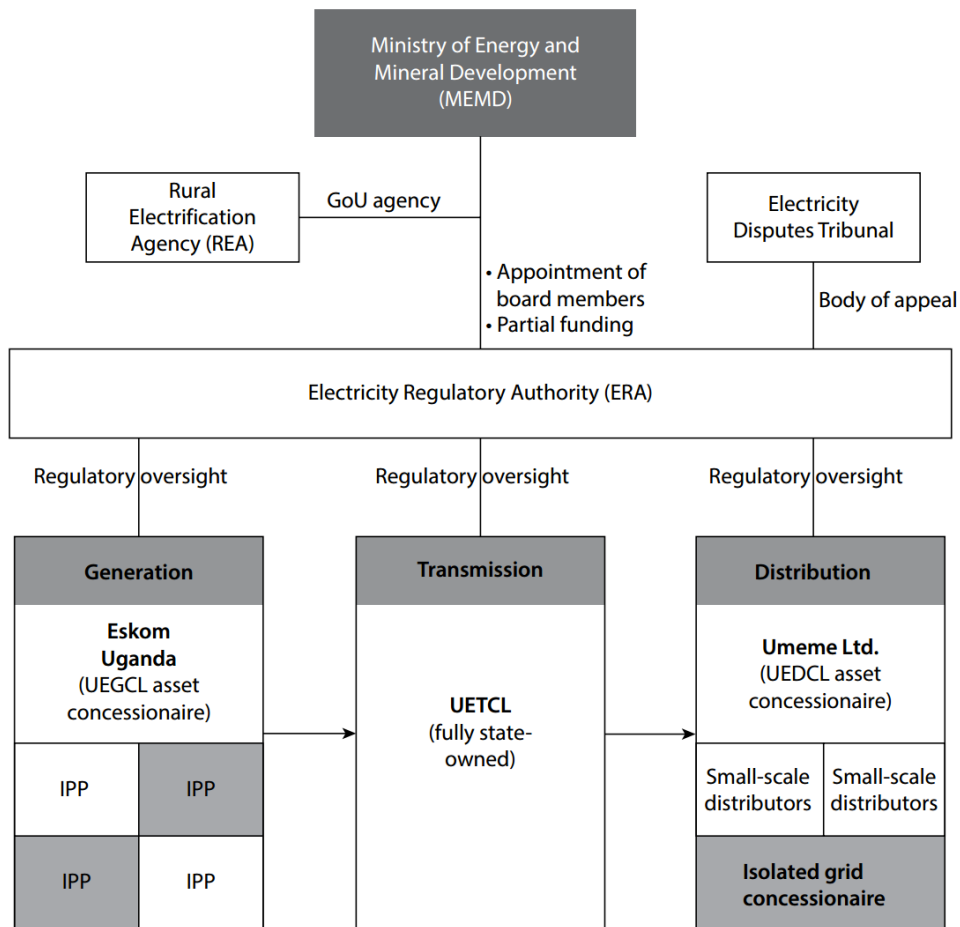 Ministry of Energy and
Mineral Development
(MEMD)
Rural
Electrification
Agency (REA)
GoU agency
Electricity
Disputes Tribunal
• Appointment of
board members
• Partial funding
Body of appeal
Electricity Regulatory Authority (ERA)
Regulatory oversight
Regulatory oversight
Regulatory oversight
Generation
Eskom
Uganda
(UEGCL asset
concessionaire)
IPP
IPP
IPP
IPP
Transmission
UETCL
(fully state-
owned)
Distribution
Umeme Ltd.
(UEDCL asset
concessionaire)
Small-scale
distributors
Small-scale
distributors
Isolated grid
concessionaire